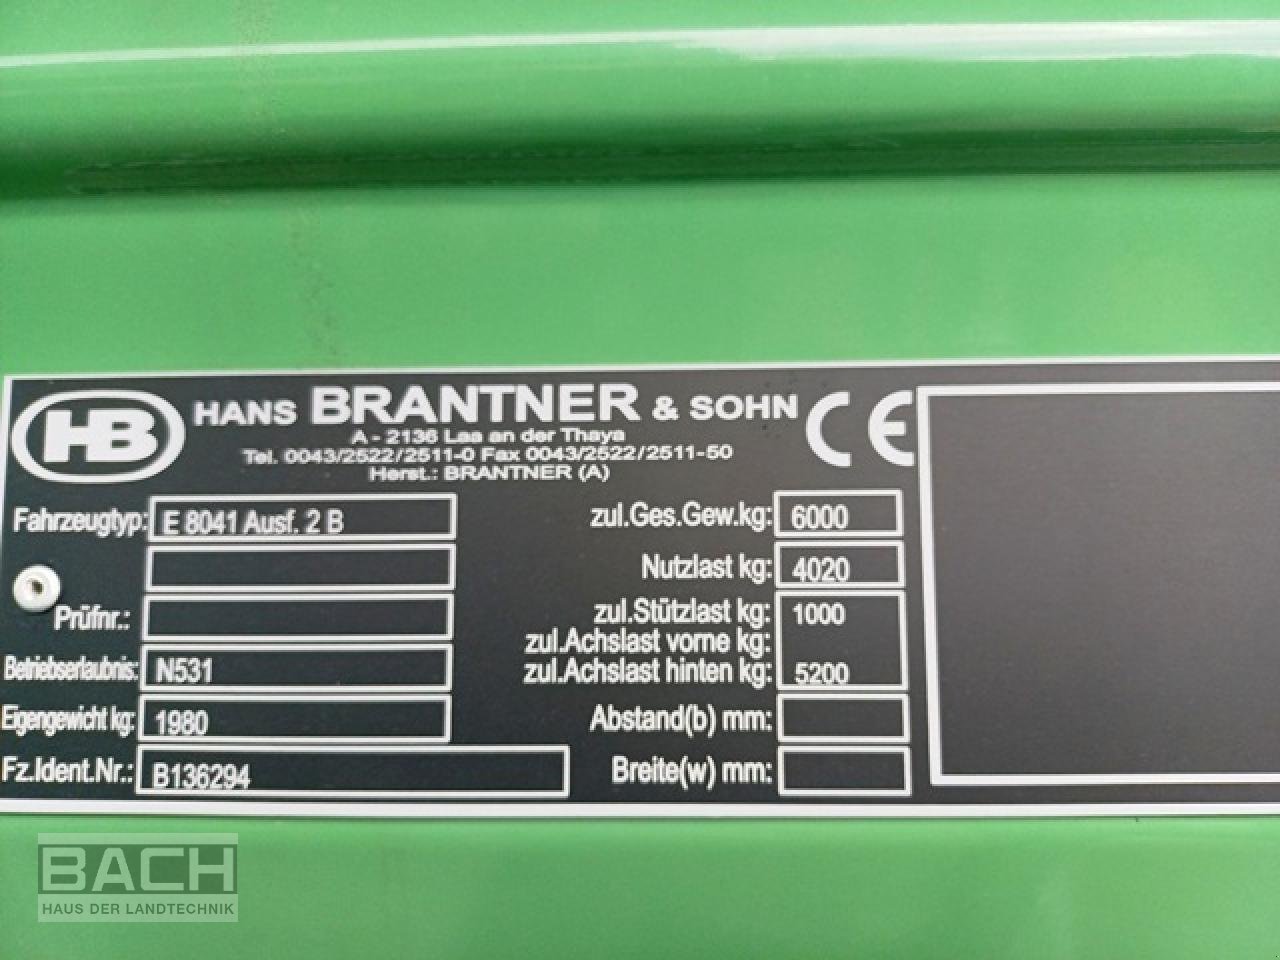 HB
HANS BRANTNER & SOHN CE
A - 2136 Laa an der Thaya
Tel. 0043/2522/2511-0 Fax 0043/2522/2511-50
Herst.: BRANTNER (A)
Fahrzeugtyp: E 8041 Ausf. 2 B
Prüfnr.:
Betriebserlaubnis: N531
Eigengewicht kg: 1980
Fz.Ident.Nr.: B136294
zul.Ges.Gew.kg: 6000
Nutzlast kg: 4020
zul.Stützlast kg: 1000
zul.Achslast vorne kg:
zul.Achslast hinten kg: 5200
Abstand(b) mm:
Breite(w) mm:
BACH
HAUS DER LANDTECHNIK